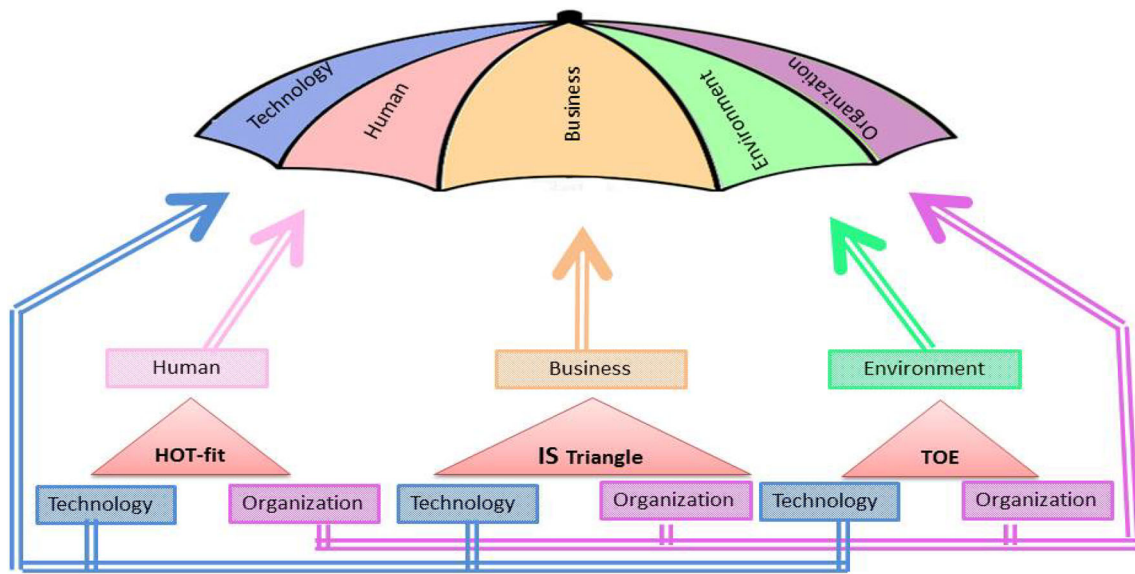 Technology
Human
Business
Environment
Organization
Human
Business
Environment
HOT-fit
IS Triangle
TOE
Technology
Organization
Technology
Organization
Technology
Organization